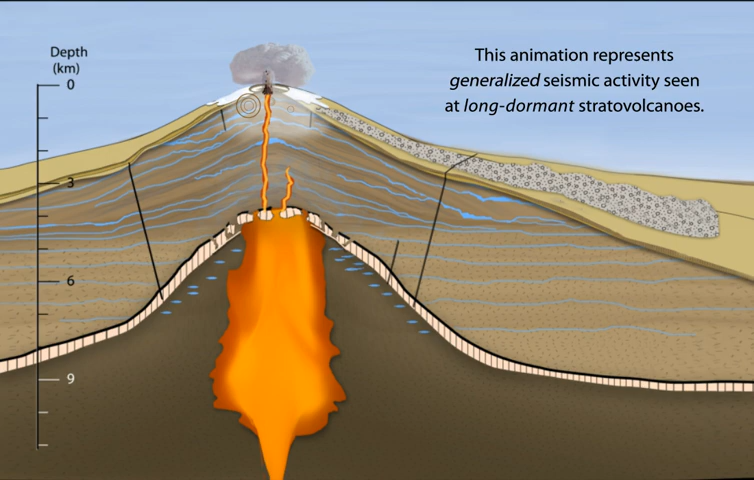 Depth
(km)
0
3
6
9
This animation represents
generalized seismic activity seen
at long-dormant stratovolcanoes.